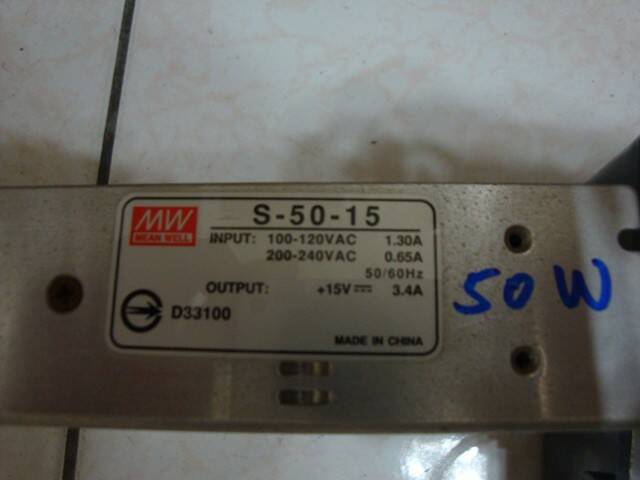 MW
MEAN WELL
S-50-15
INPUT: 100-120VAC 1.30A
200-240VAC 0.65A
50/60Hz
OUTPUT: +15V⎓ 3.4A
D33100
MADE IN CHINA
50W